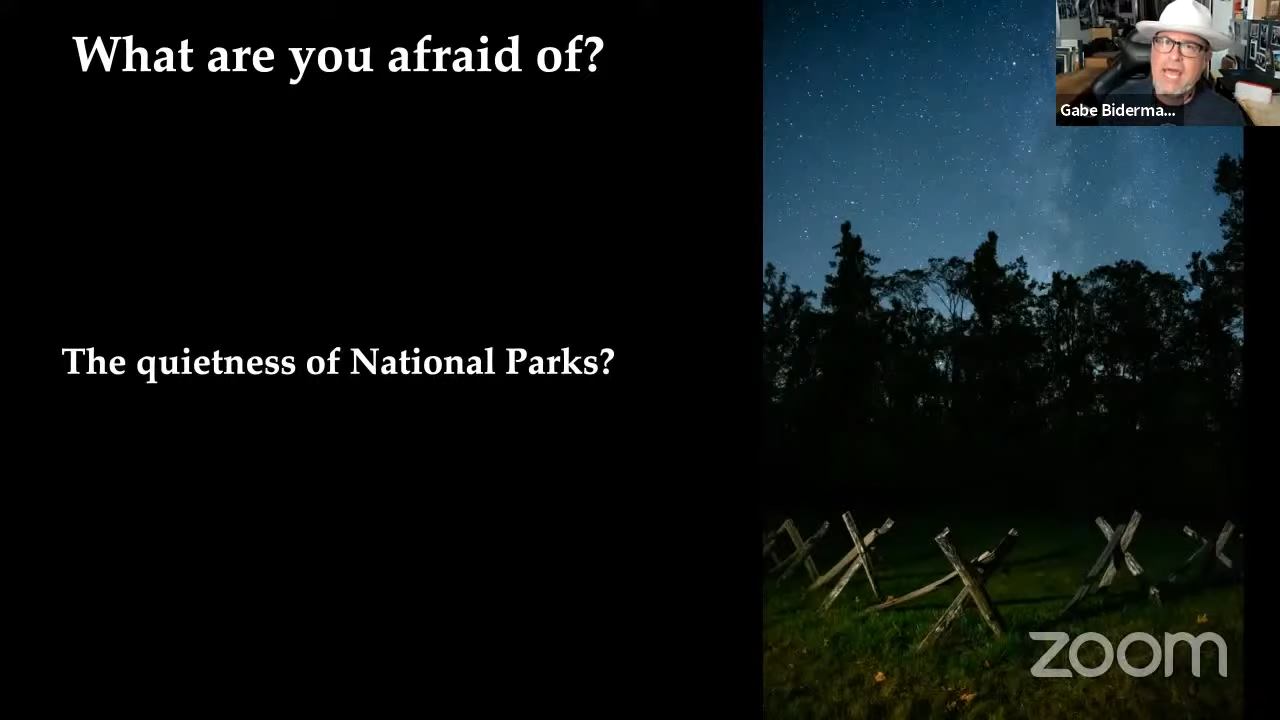 What are you afraid of?
Gabe Biderma...
The quietness of National Parks?
zoom